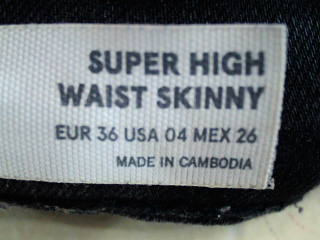 SUPER HIGH
WAIST SKINNY
EUR 36 USA 04 MEX 26
MADE IN CAMBODIA